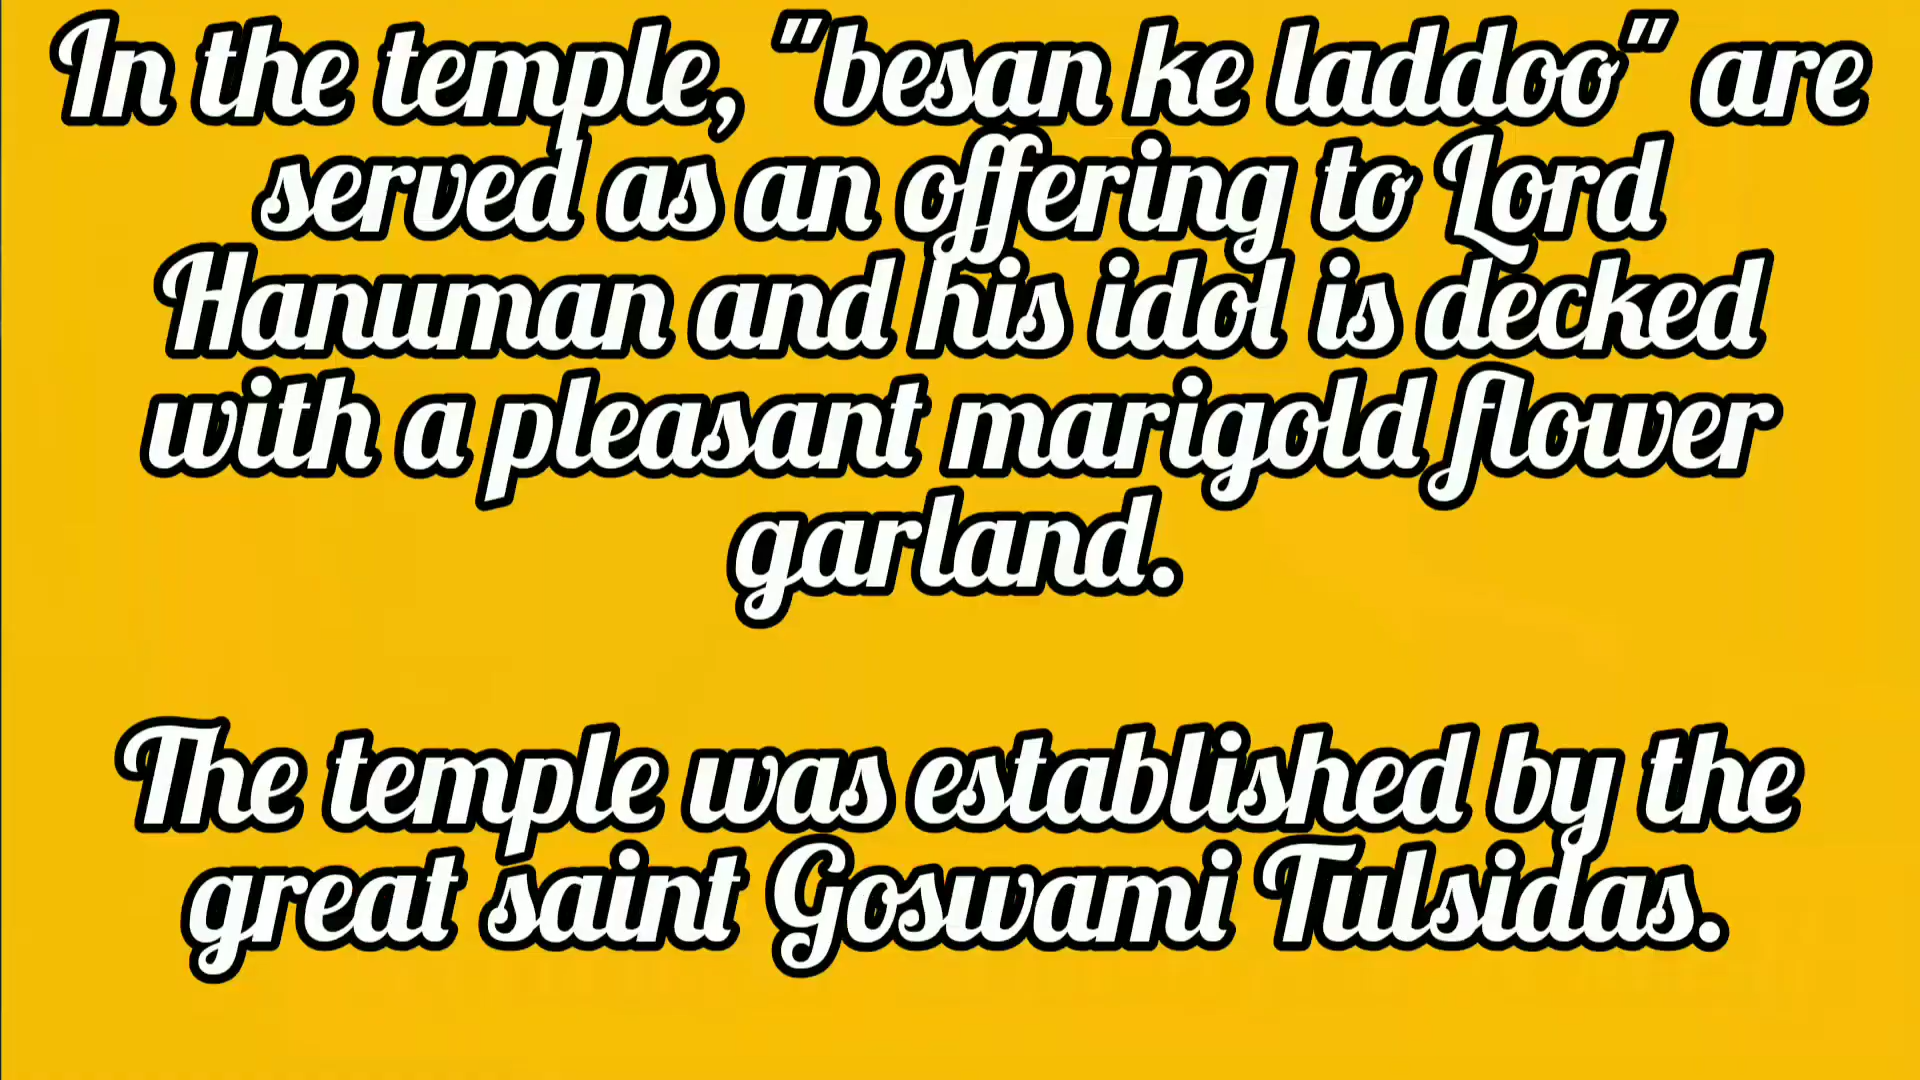 In the temple, "besan ke laddoo" are
served as an offering to Lord
Hanuman and his idol is decked
with a pleasant marigold flower
garland.
The temple was established by the
great saint Goswami Tulsidas.